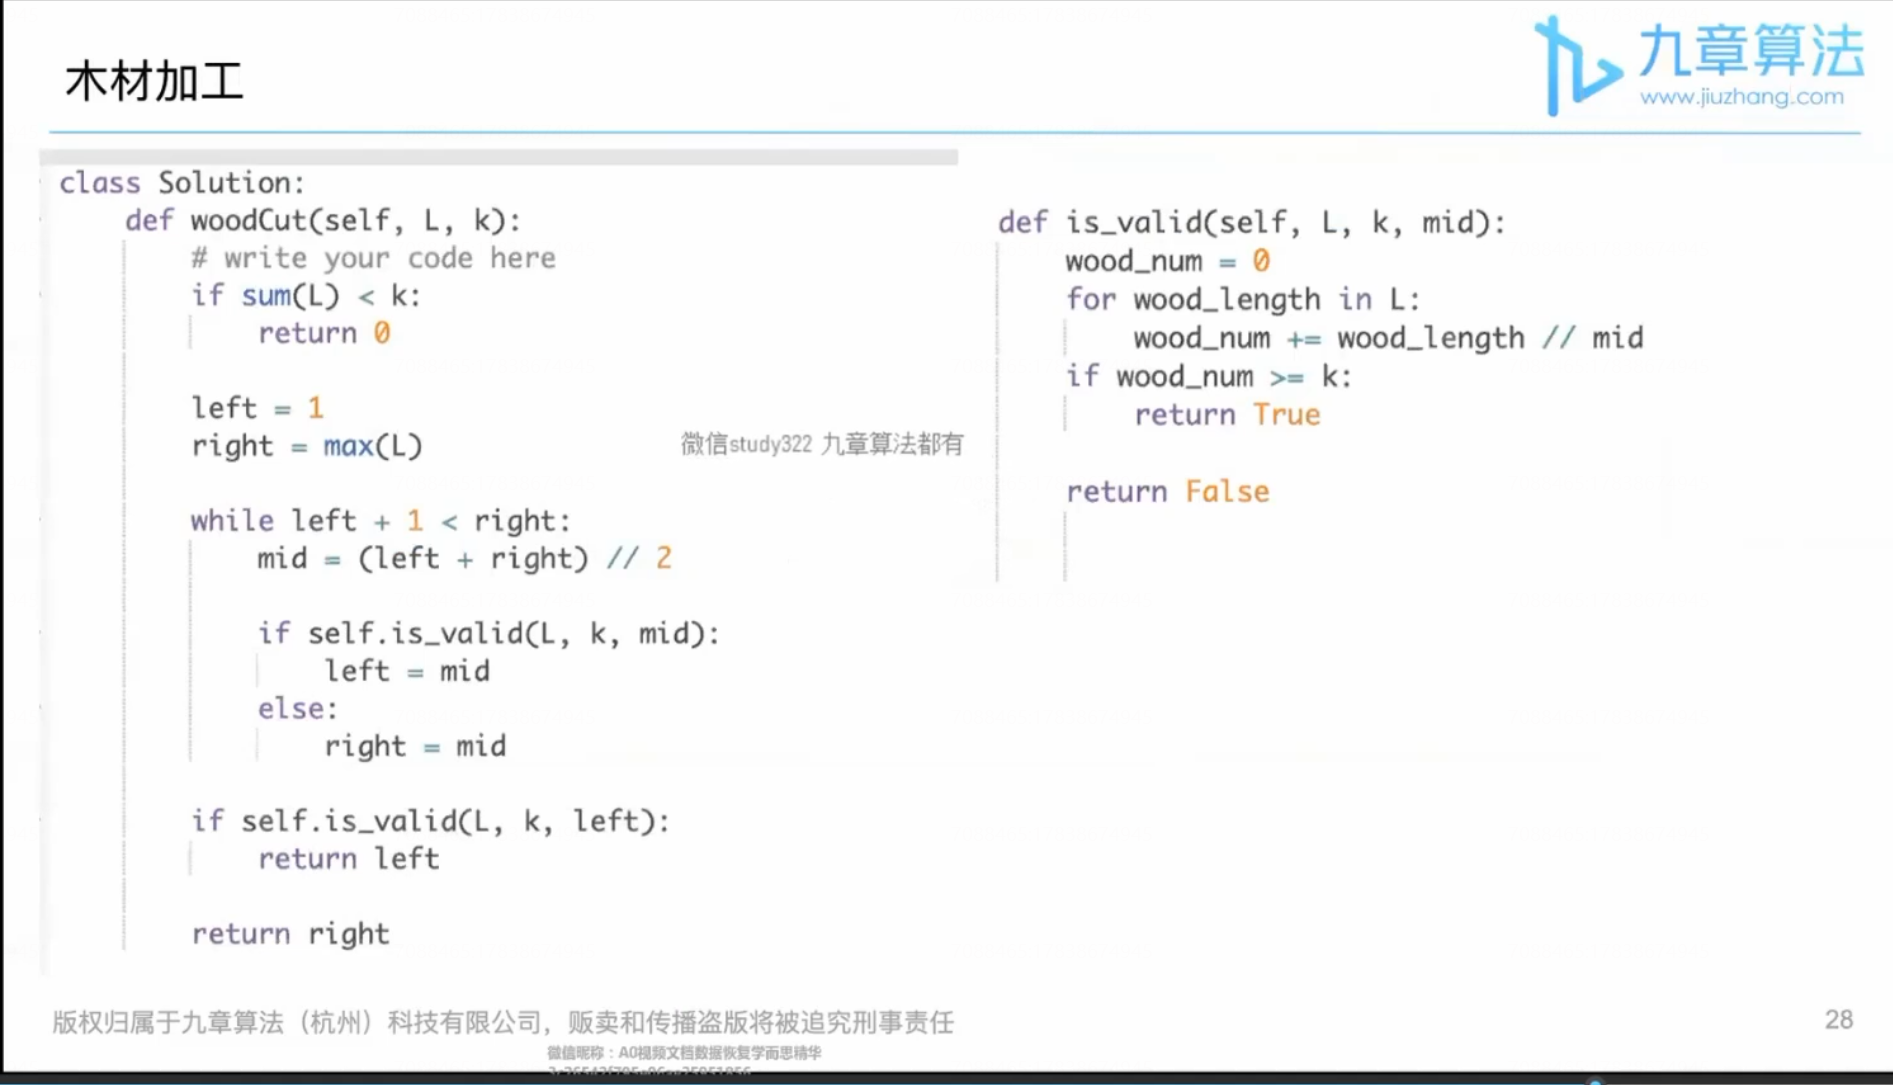 木材加工
九章算法
www.jiuzhang.com
class Solution:
def woodCut(self, L, k):
# write your code here
if sum(L) < k:
return 0
left = 1
right = max(L)
while left + 1 < right:
mid = (left + right) // 2
if self.is_valid(L, k, mid):
left = mid
else:
right = mid
if self.is_valid(L, k, left):
return left
return right
微信study322 九章算法都有
def is_valid(self, L, k, mid):
wood_num = 0
for wood_length in L:
wood_num += wood_length // mid
if wood_num >= k:
return True
return False
版权归属于九章算法（杭州）科技有限公司，贩卖和传播盗版将被追究刑事责任
28
微信昵称：A0视频文档数据恢复学而思精华